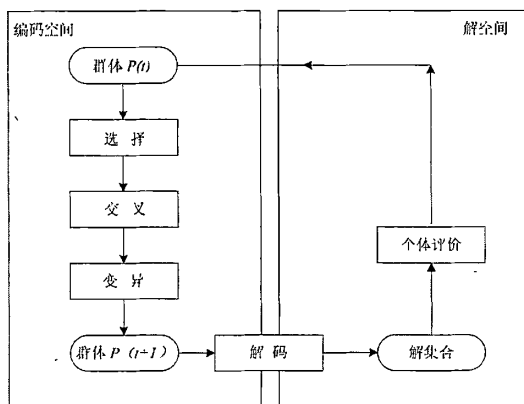 编码空间
解空间
群体 P(t)
选 择
交 叉
变 异
个体评价
群体 P (t+1)
解 码
解集合